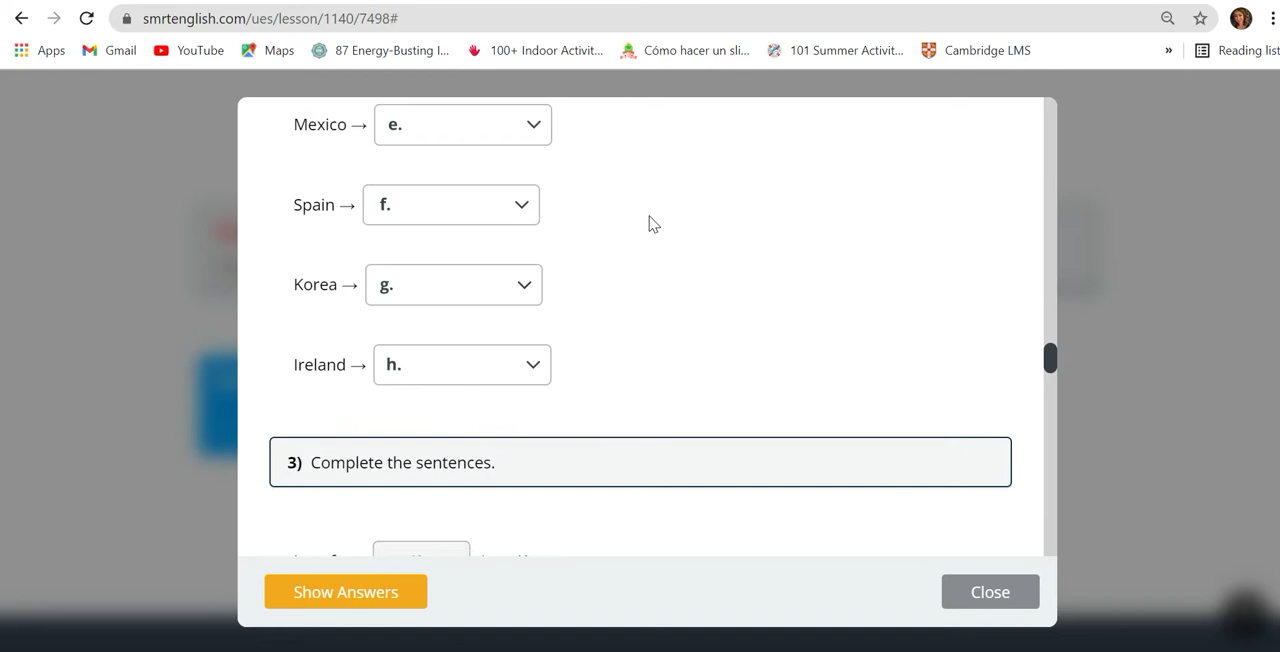 smrtenglish.com/ues/lesson/1140/7498#
Apps Gmail YouTube Maps 87 Energy-Busting I... 100+ Indoor Activit... Cómo hacer un sli... 101 Summer Activit... Cambridge LMS » Reading list
Mexico → e.
Spain → f.
Korea → g.
Ireland → h.
3) Complete the sentences.
Show Answers Close